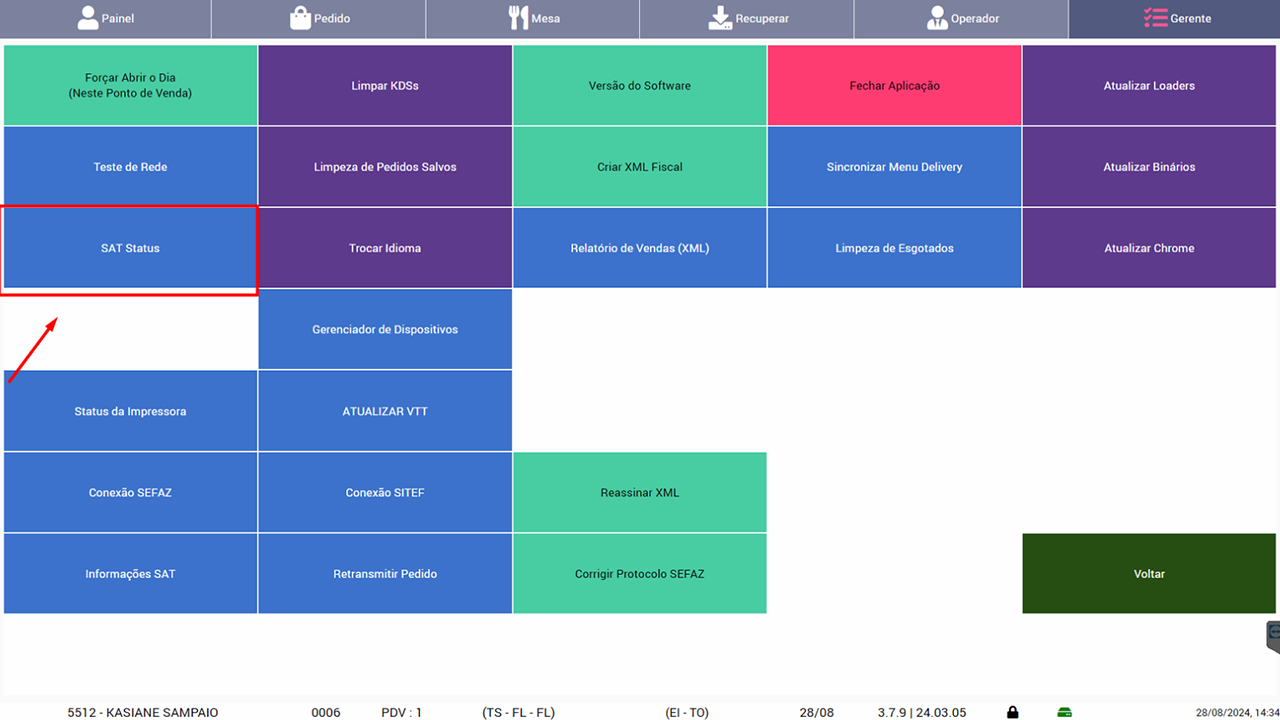 Painel
Pedido
Mesa
Recuperar
Operador
Gerente
Forçar Abrir o Dia
(Neste Ponto de Venda)
Limpar KDSs
Versão do Software
Fechar Aplicação
Atualizar Loaders
Teste de Rede
Limpeza de Pedidos Salvos
Criar XML Fiscal
Sincronizar Menu Delivery
Atualizar Binários
SAT Status
Trocar Idioma
Relatório de Vendas (XML)
Limpeza de Esgotados
Atualizar Chrome
Gerenciador de Dispositivos
Status da Impressora
ATUALIZAR VTT
Conexão SEFAZ
Conexão SITEF
Reassinar XML
Informações SAT
Retransmitir Pedido
Corrigir Protocolo SEFAZ
Voltar
5512 - KASIANE SAMPAIO
0006
PDV : 1
(TS - FL - FL)
(EI - TO)
28/08
3.7.9 | 24.03.05
28/08/2024, 14:34